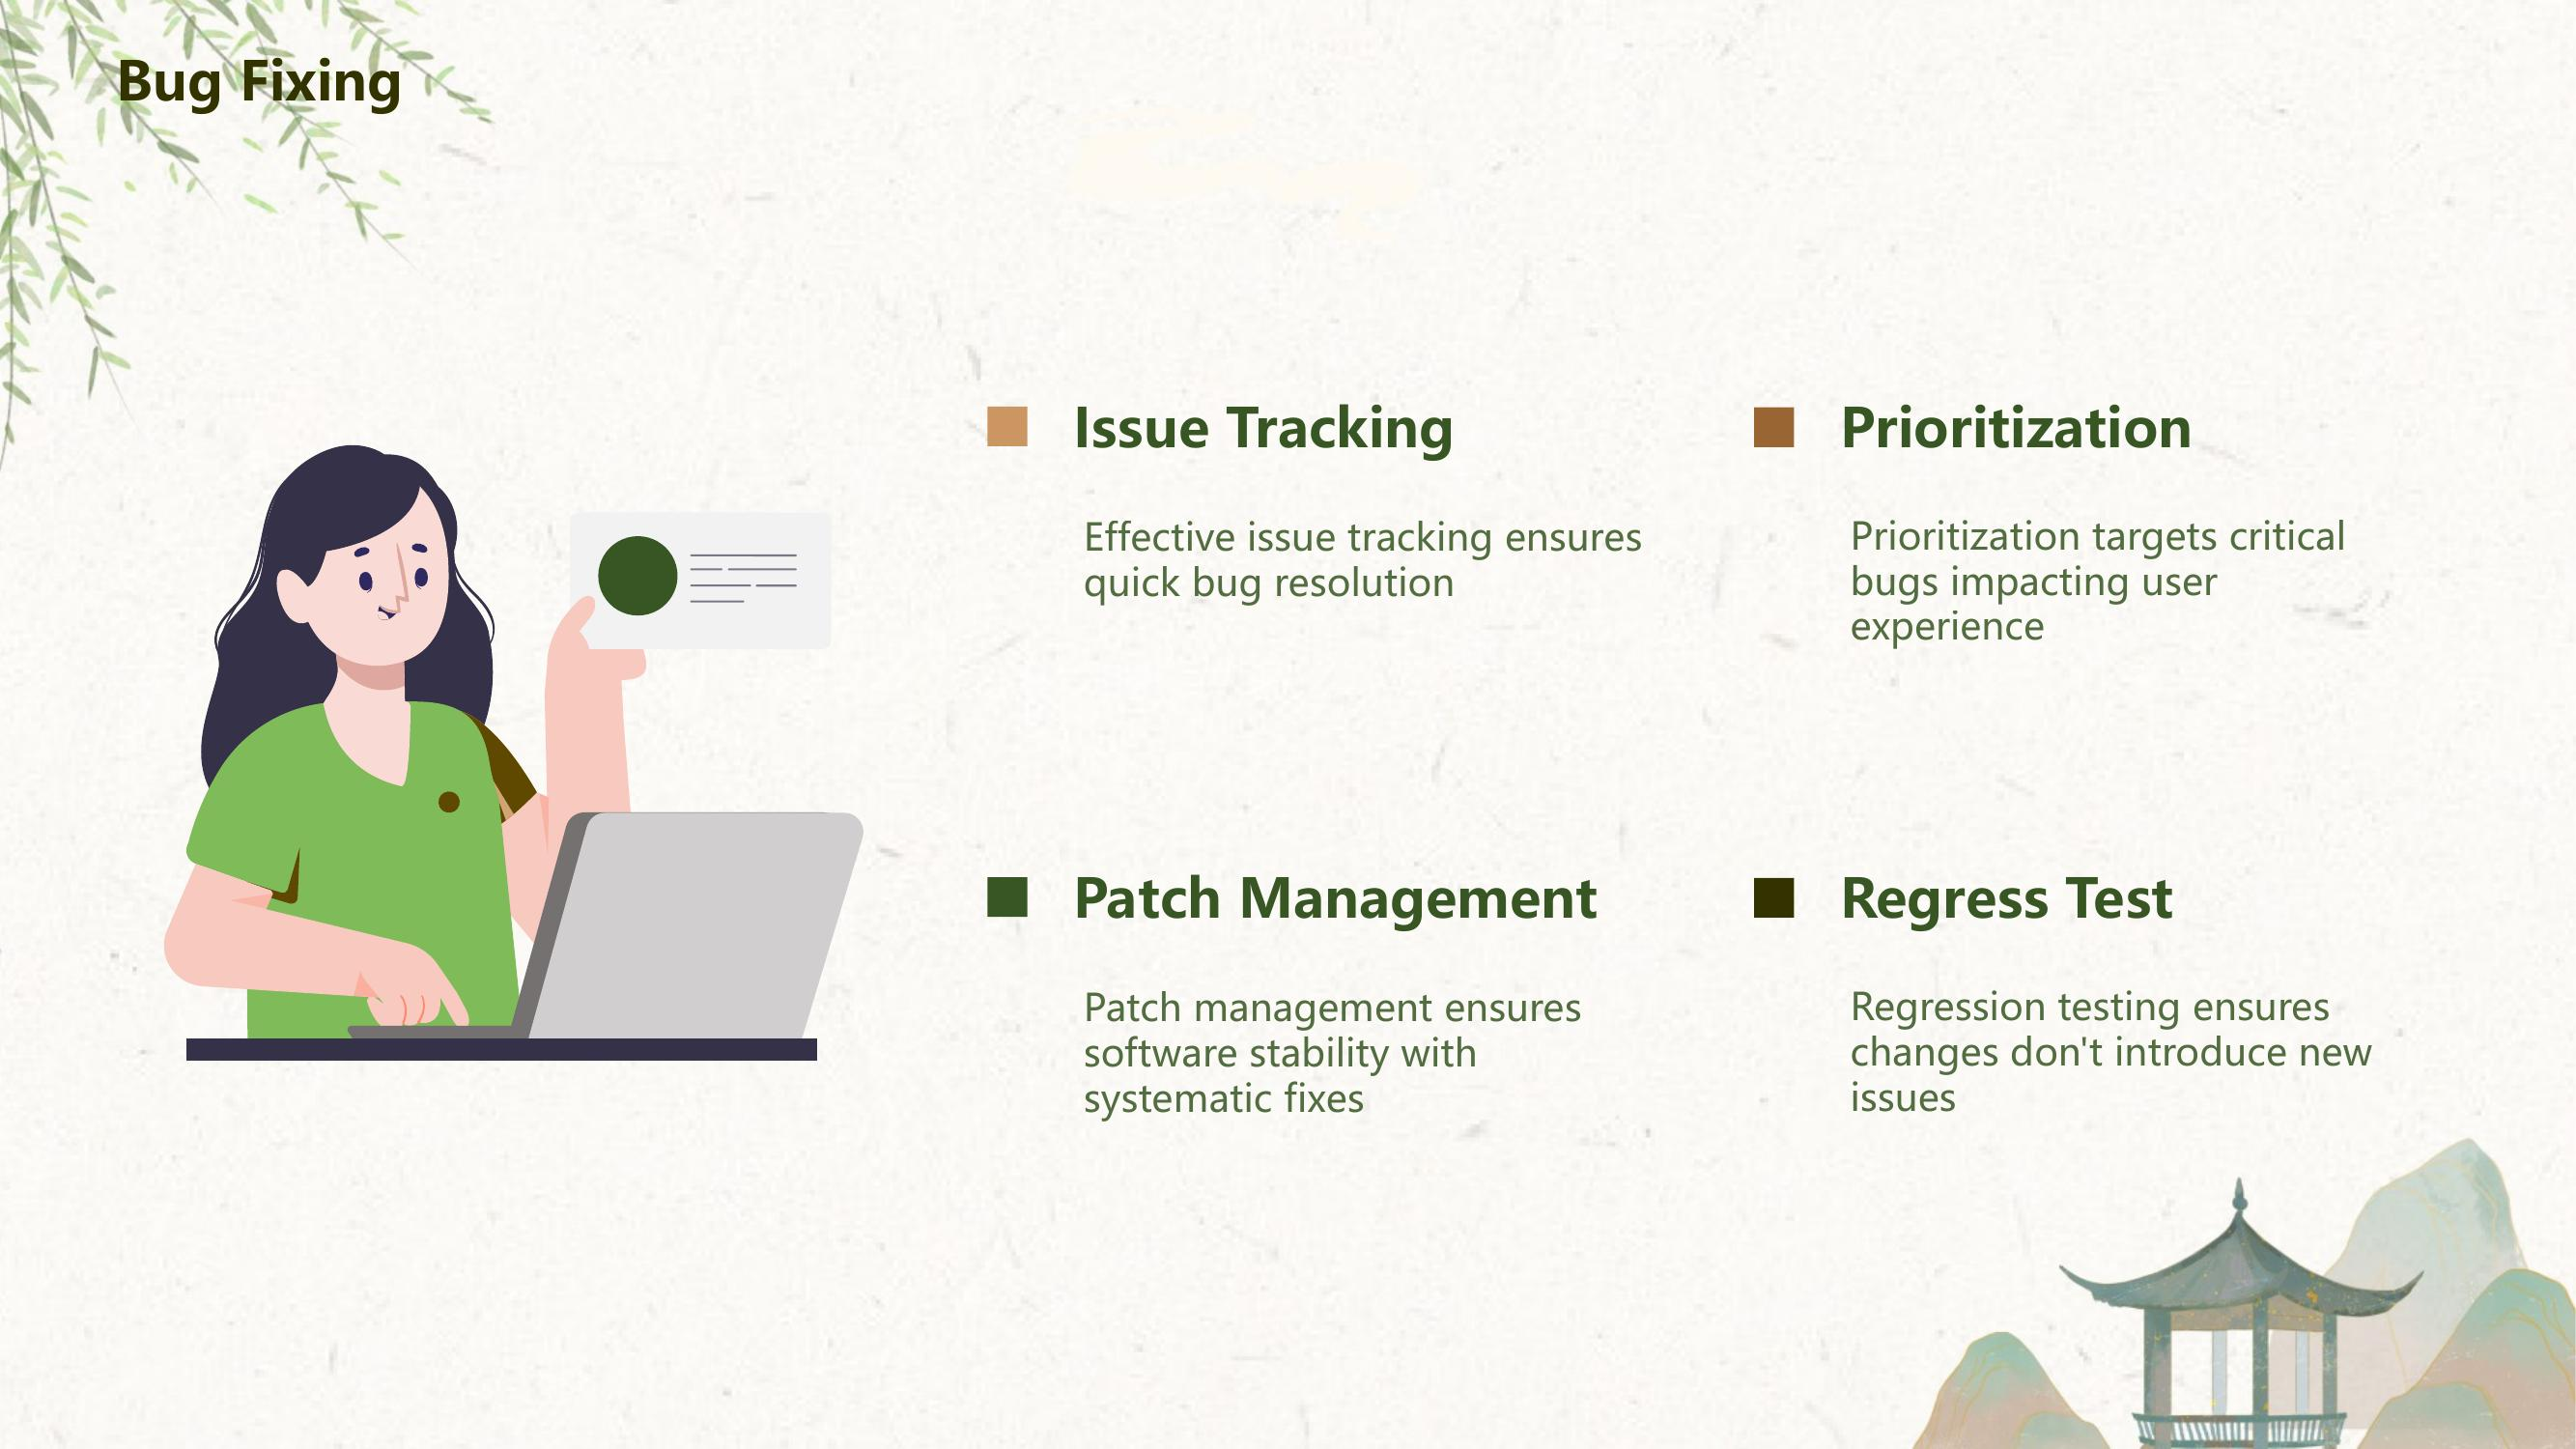 Bug Fixing
Issue Tracking
Effective issue tracking ensures
quick bug resolution
Prioritization
Prioritization targets critical
bugs impacting user
experience
Patch Management
Patch management ensures
software stability with
systematic fixes
Regress Test
Regression testing ensures
changes don't introduce new
issues